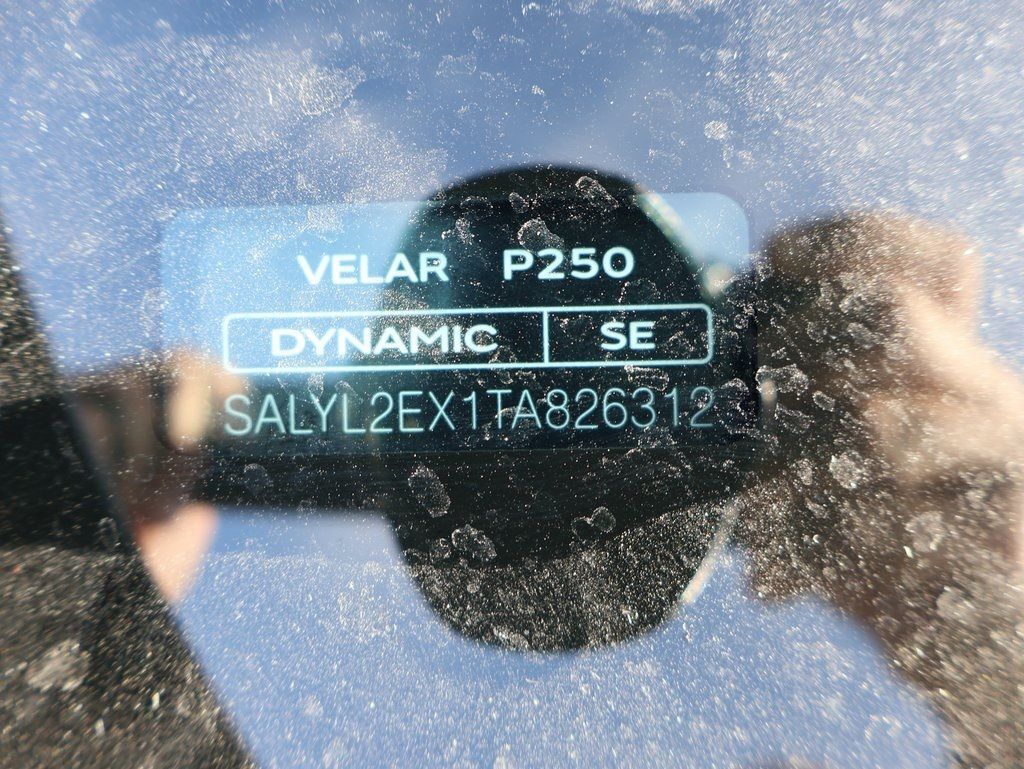 VELAR P250
DYNAMIC SE
SALYL2EX1TA826312